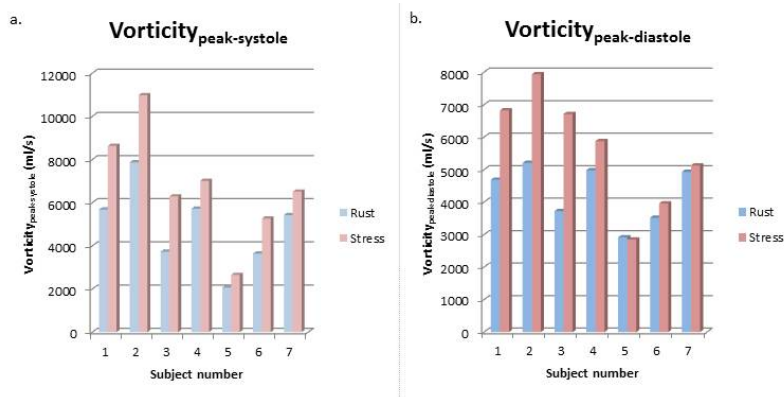 a.
Vorticitypeak-systole
12000
10000
8000
6000
4000
2000
0
Vorticitypeak-systole (ml/s)
1 2 3 4 5 6 7
Subject number
Rust
Stress
b.
Vorticitypeak-diastole
8000
7000
6000
5000
4000
3000
2000
1000
0
Vorticitypeak-diastole (ml/s)
1 2 3 4 5 6 7
Subject number
Rust
Stress